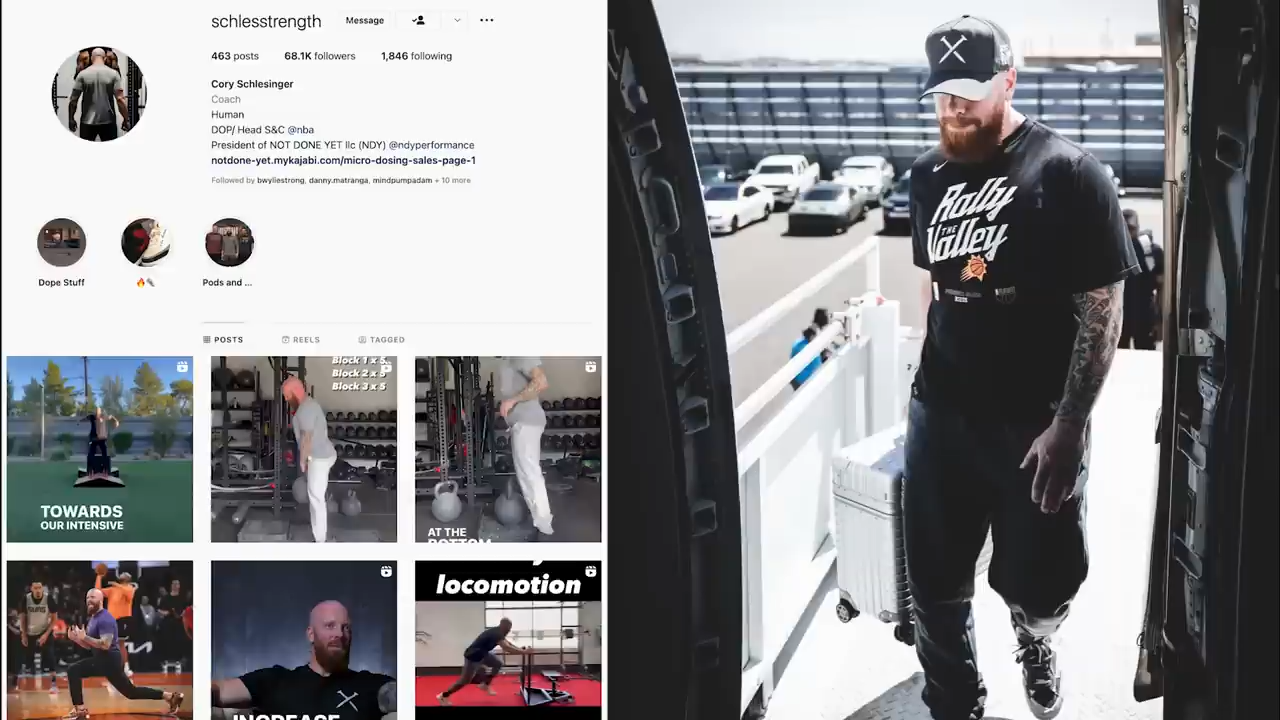 schlesstrength Message
463 posts 68.1K followers 1,846 following
Cory Schlesinger
Coach
Human
DOP/ Head S&C @nba
President of NOT DONE YET llc (NDY) @ndyperformance
notdone-yet.mykajabi.com/micro-dosing-sales-page-1
Followed by bwyliestrong, danny.matranga, mindpumpadam + 10 more
Dope Stuff
Pods and ...
POSTS REELS TAGGED
Block 1 x 5
Block 2 x 5
Block 3 x 5
TOWARDS
OUR INTENSIVE
AT THE
BOTTOM
SUNS
INCREASE
locomotion
Rally
THE
Valley